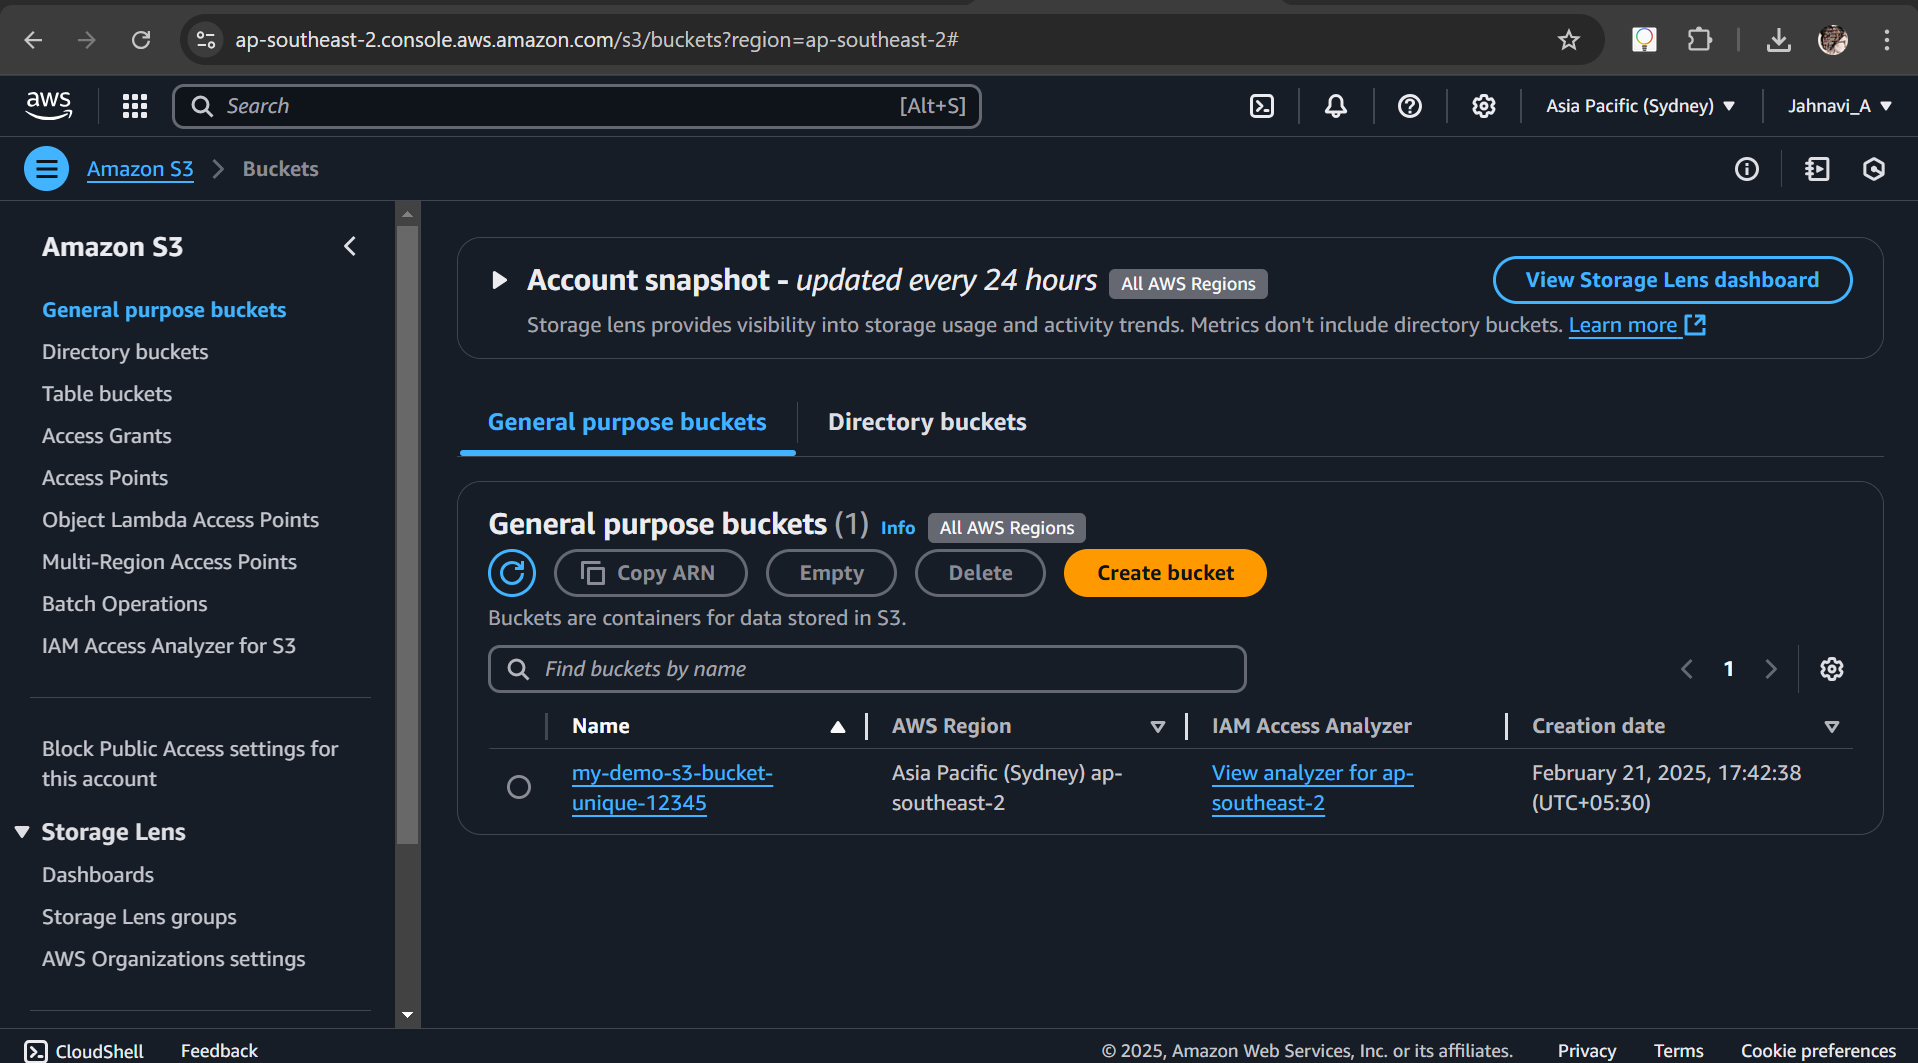 ap-southeast-2.console.aws.amazon.com/s3/buckets?region=ap-southeast-2#
aws
Search [Alt+S]
Asia Pacific (Sydney)
Jahnavi_A
Amazon S3
Buckets
Amazon S3
General purpose buckets
Directory buckets
Table buckets
Access Grants
Access Points
Object Lambda Access Points
Multi-Region Access Points
Batch Operations
IAM Access Analyzer for S3
Block Public Access settings for
this account
Storage Lens
Dashboards
Storage Lens groups
AWS Organizations settings
Account snapshot - updated every 24 hours All AWS Regions
View Storage Lens dashboard
Storage lens provides visibility into storage usage and activity trends. Metrics don't include directory buckets. Learn more
General purpose buckets
Directory buckets
General purpose buckets (1) Info All AWS Regions
Copy ARN
Empty
Delete
Create bucket
Buckets are containers for data stored in S3.
Find buckets by name
1
Name
AWS Region
IAM Access Analyzer
Creation date
my-demo-s3-bucket-
unique-12345
Asia Pacific (Sydney) ap-
southeast-2
View analyzer for ap-
southeast-2
February 21, 2025, 17:42:38
(UTC+05:30)
CloudShell
Feedback
© 2025, Amazon Web Services, Inc. or its affiliates.
Privacy
Terms
Cookie preferences